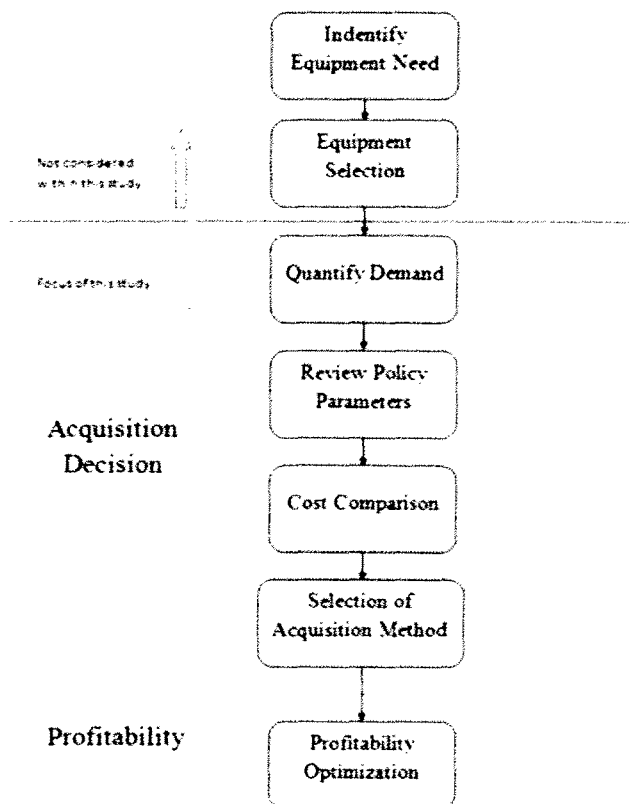 Indentify
Equipment Need
Equipment
Selection
Not considered
within this study
Quantify Demand
Focus of this study
Review Policy
Parameters
Acquisition
Decision
Cost Comparison
Selection of
Acquisition Method
Profitability
Profitability
Optimization